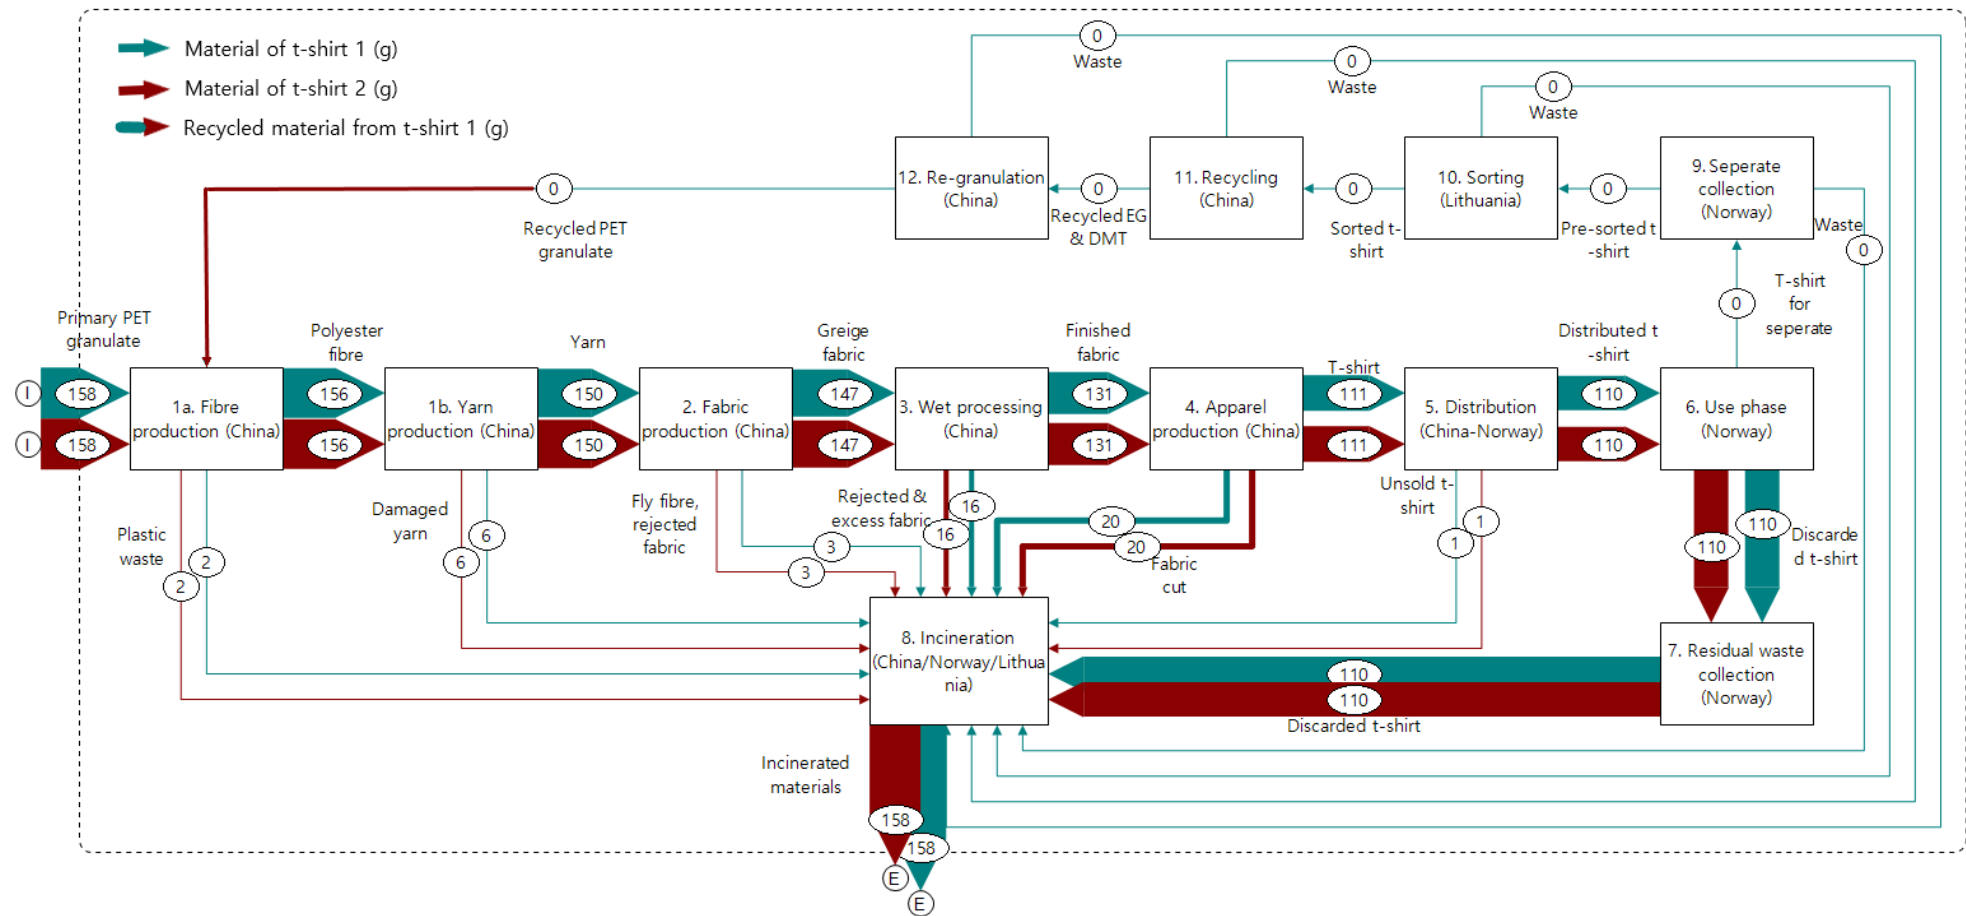 Material of t-shirt 1 (g)
Material of t-shirt 2 (g)
Recycled material from t-shirt 1 (g)
0
Waste
0
Waste
0
Waste
12. Re-granulation
(China)
11. Recycling
(China)
10. Sorting
(Lithuania)
9. Seperate
collection
(Norway)
0
Recycled PET
granulate
0
Recycled EG
& DMT
0
Sorted t-
shirt
0
Pre-sorted t
-shirt
Waste
0
0
T-shirt
for
seperate
Primary PET
granulate
Polyester
fibre
Yarn
Greige
fabric
Finished
fabric
T-shirt
Distributed t
-shirt
I
158
156
150
147
131
111
110
I
158
156
150
147
131
111
110
1a. Fibre
production (China)
1b. Yarn
production (China)
2. Fabric
production (China)
3. Wet processing
(China)
4. Apparel
production (China)
5. Distribution
(China-Norway)
6. Use phase
(Norway)
Plastic
waste
2
2
Damaged
yarn
6
6
Fly fibre,
rejected
fabric
3
3
Rejected &
excess fabric
16
16
20
20
Fabric
cut
Unsold t-
shirt
1
1
110
110
Discarde
d t-shirt
8. Incineration
(China/Norway/Lithua
nia)
7. Residual waste
collection
(Norway)
110
110
Discarded t-shirt
Incinerated
materials
158
158
E
E